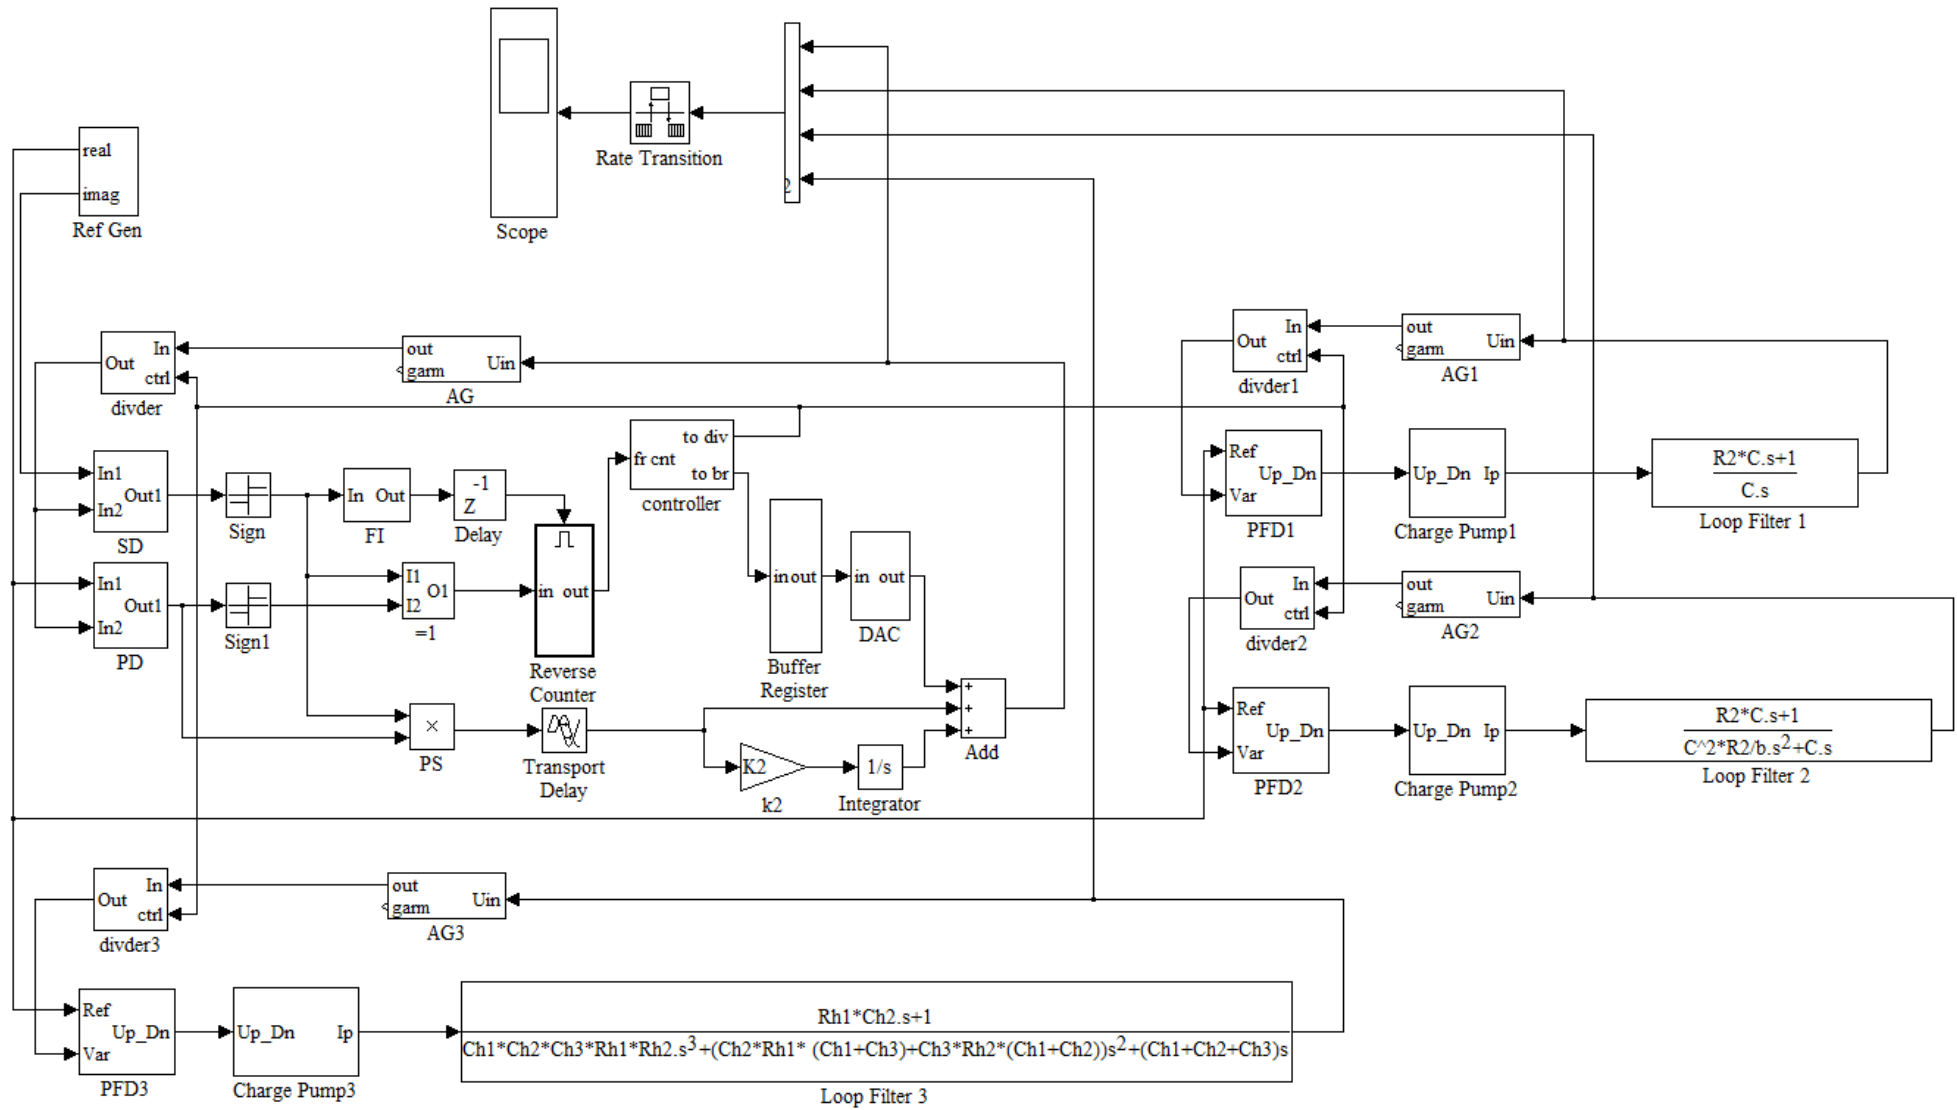 real
imag
Ref Gen
Scope
Rate Transition
2
In
Out
ctrl
divder
out
garm
Uin
AG
In
Out
ctrl
divder1
out
garm
Uin
AG1
In1
Out1
In2
SD
Sign
In Out
FI
-1
Z
Delay
to div
fr cnt
to br
controller
Ref
Up_Dn
Var
PFD1
Up_Dn Ip
Charge Pump1
R2*C.s+1
C.s
Loop Filter 1
In1
Out1
In2
PD
Sign1
I1
O1
I2
=1
in out
Reverse
Counter
in out
Buffer
Register
in out
DAC
In
Out
ctrl
divder2
out
garm
Uin
AG2
×
PS
Transport
Delay
K2
k2
1/s
Integrator
+
+
+
Add
Ref
Up_Dn
Var
PFD2
Up_Dn Ip
Charge Pump2
R2*C.s+1
C^2*R2/b.s2+C.s
Loop Filter 2
In
Out
ctrl
divder3
out
garm
Uin
AG3
Ref
Up_Dn
Var
PFD3
Up_Dn Ip
Charge Pump3
Rh1*Ch2.s+1
Ch1*Ch2*Ch3*Rh1*Rh2.s3+(Ch2*Rh1* (Ch1+Ch3)+Ch3*Rh2*(Ch1+Ch2))s2+(Ch1+Ch2+Ch3)s
Loop Filter 3